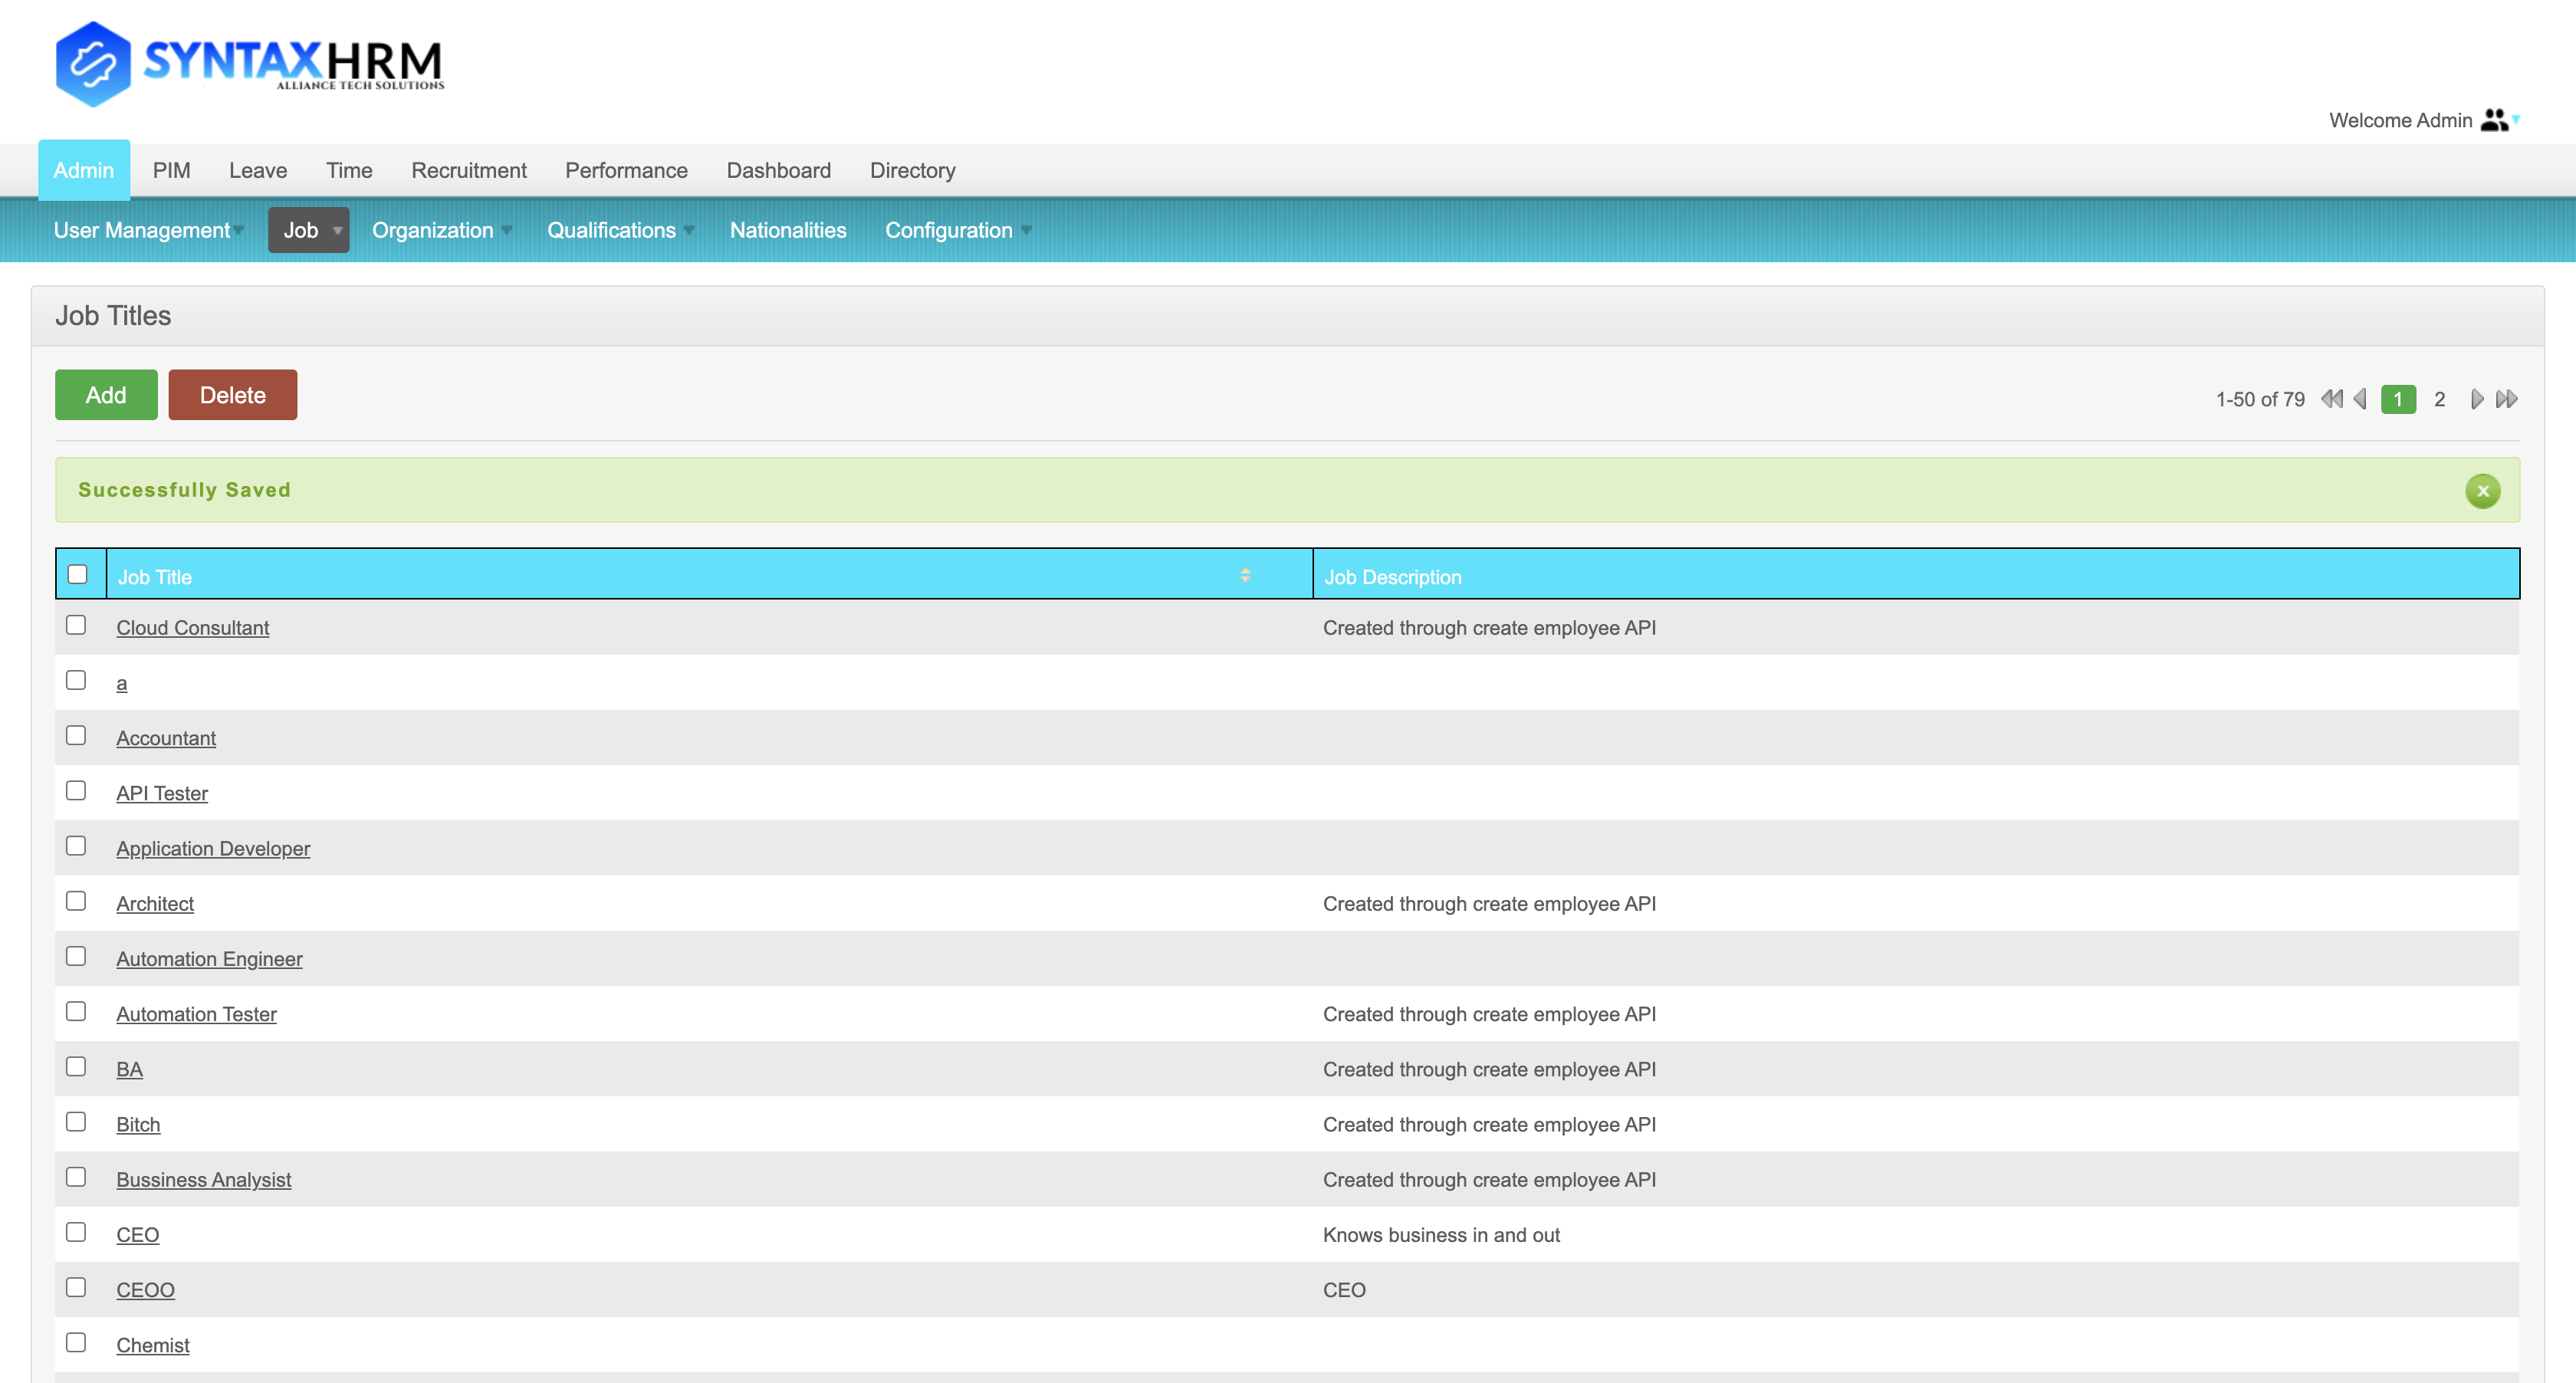 SYNTAXHRM
ALLIANCE TECH SOLUTIONS
Welcome Admin
Admin PIM Leave Time Recruitment Performance Dashboard Directory
User Management Job Organization Qualifications Nationalities Configuration
Job Titles
Add Delete 1-50 of 79 1 2
Successfully Saved x
Job Title Job Description
Cloud Consultant Created through create employee API
a
Accountant
API Tester
Application Developer
Architect Created through create employee API
Automation Engineer
Automation Tester Created through create employee API
BA Created through create employee API
Bitch Created through create employee API
Bussiness Analysist Created through create employee API
CEO Knows business in and out
CEOO CEO
Chemist